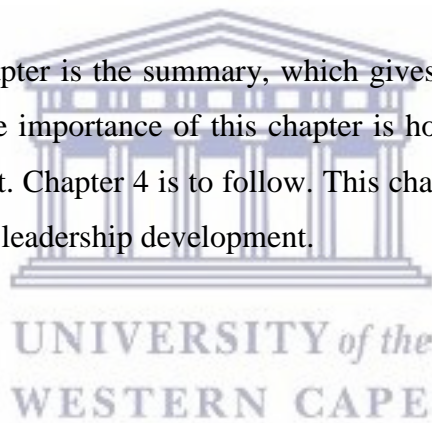 pter is the summary, which gives
e importance of this chapter is ho
t. Chapter 4 is to follow. This cha
leadership development.
UNIVERSITY of the
WESTERN CAPE